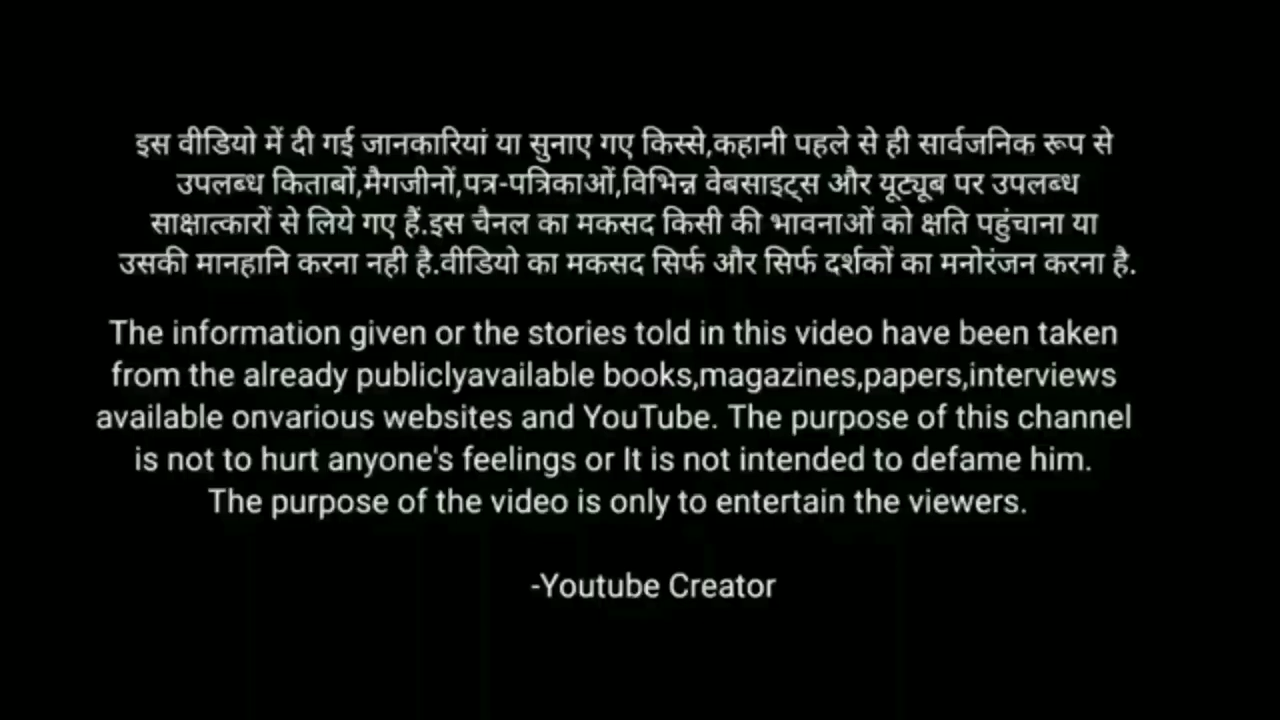 इस वीडियो में दी गई जानकारियां या सुनाए गए किस्से,कहानी पहले से ही सार्वजनिक रूप से
उपलब्ध किताबों,मैगजीनों,पत्र-पत्रिकाओं,विभिन्न वेबसाइट्स और यूट्यूब पर उपलब्ध
साक्षात्कारों से लिये गए हैं.इस चैनल का मकसद किसी की भावनाओं को क्षति पहुंचाना या
उसकी मानहानि करना नही है.वीडियो का मकसद सिर्फ और सिर्फ दर्शकों का मनोरंजन करना है.
The information given or the stories told in this video have been taken
from the already publiclyavailable books,magazines,papers,interviews
available onvarious websites and YouTube. The purpose of this channel
is not to hurt anyone's feelings or It is not intended to defame him.
The purpose of the video is only to entertain the viewers.
-Youtube Creator